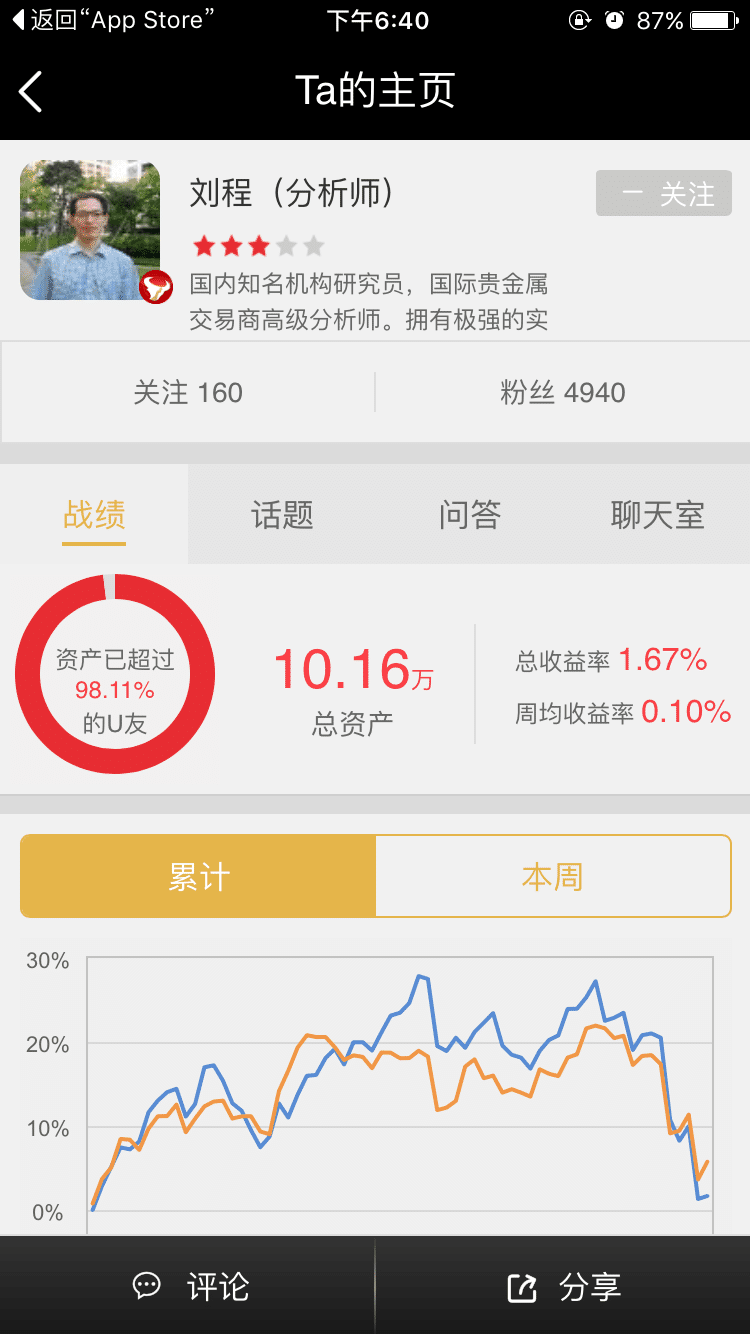 返回“App Store”
下午6:40
87%
Ta的主页
刘程（分析师）
一 关注
国内知名机构研究员，国际贵金属
交易商高级分析师。拥有极强的实
关注 160
粉丝 4940
战绩
话题
问答
聊天室
资产已超过
98.11%
的U友
10.16万
总资产
总收益率 1.67%
周均收益率 0.10%
累计
本周
30%
20%
10%
0%
评论
分享